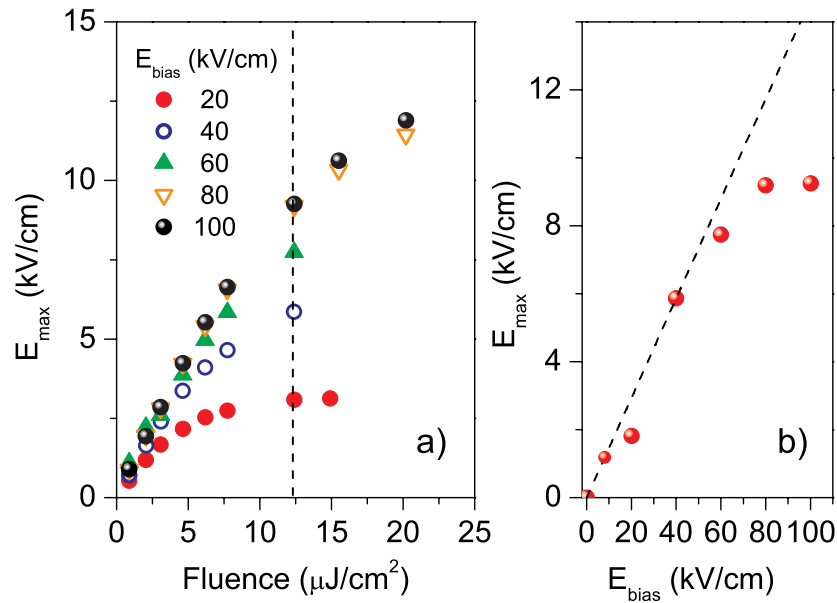 E_bias (kV/cm)
20
40
60
80
100
15
10
5
0
E_max (kV/cm)
a)
0 5 10 15 20 25
Fluence (μJ/cm²)
12
8
4
0
E_max (kV/cm)
b)
0 20 40 60 80 100
E_bias (kV/cm)